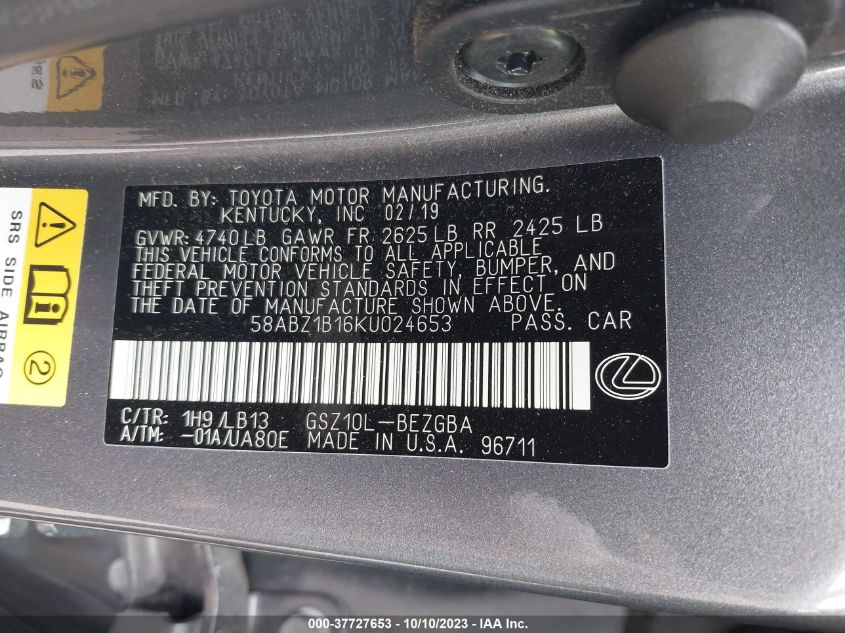 MFD. BY: TOYOTA MOTOR MANUFACTURING.
KENTUCKY, INC 02/19
GVWR: 4740LB GAWR FR 2625LB RR 2425 LB
THIS VEHICLE CONFORMS TO ALL APPLICABLE
FEDERAL MOTOR VEHICLE SAFETY, BUMPER, AND
THEFT PREVENTION STANDARDS IN EFFECT ON
THE DATE OF MANUFACTURE SHOWN ABOVE.
58ABZ1B16KU024653 PASS. CAR
C/TR: 1H9/LB13 GSZ10L-BEZGBA
A/TM: -01A/UA80E MADE IN U.S.A. 96711
SRS SIDE AIRBAG
2
000-37727653 - 10/10/2023 - IAA Inc.